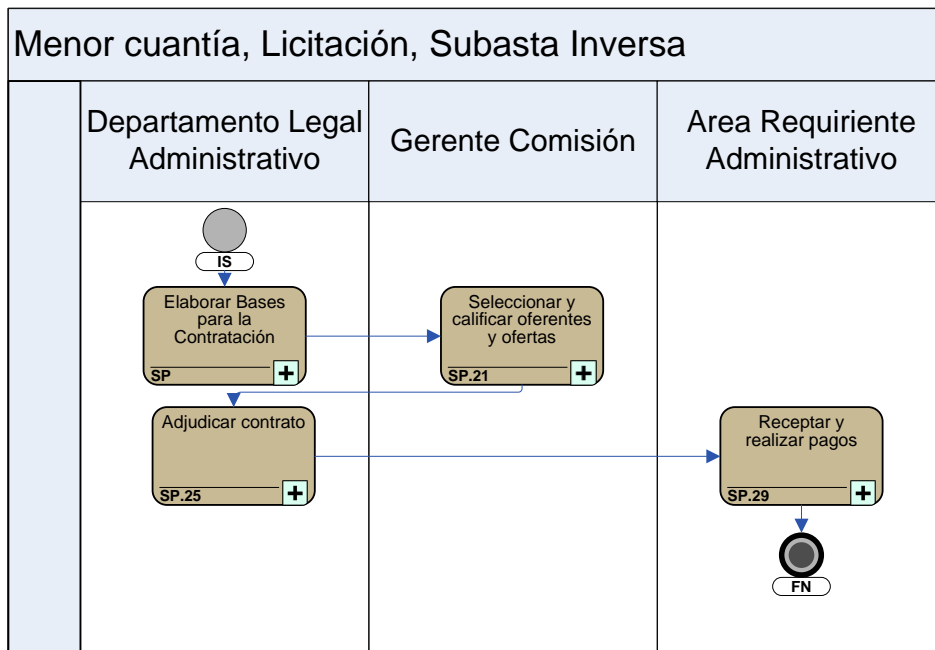 Menor cuantía, Licitación, Subasta Inversa
Departamento Legal
Administrativo
Gerente Comisión
Area Requiriente
Administrativo
IS
Elaborar Bases
para la
Contratación
SP
Seleccionar y
calificar oferentes
y ofertas
SP.21
Adjudicar contrato
SP.25
Receptar y
realizar pagos
SP.29
FN